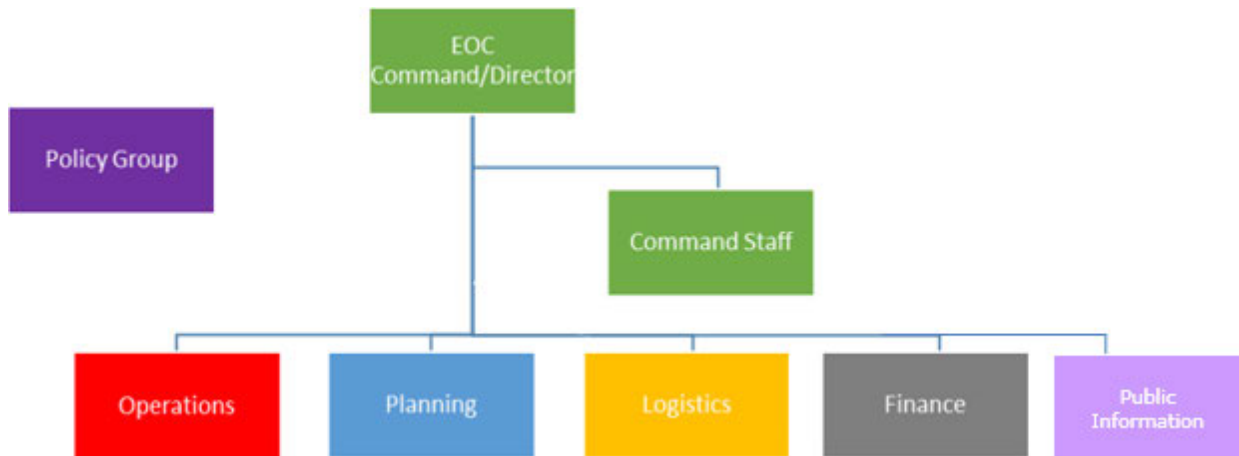 EOC
Command/Director
Policy Group
Command Staff
Operations
Planning
Logistics
Finance
Public
Information